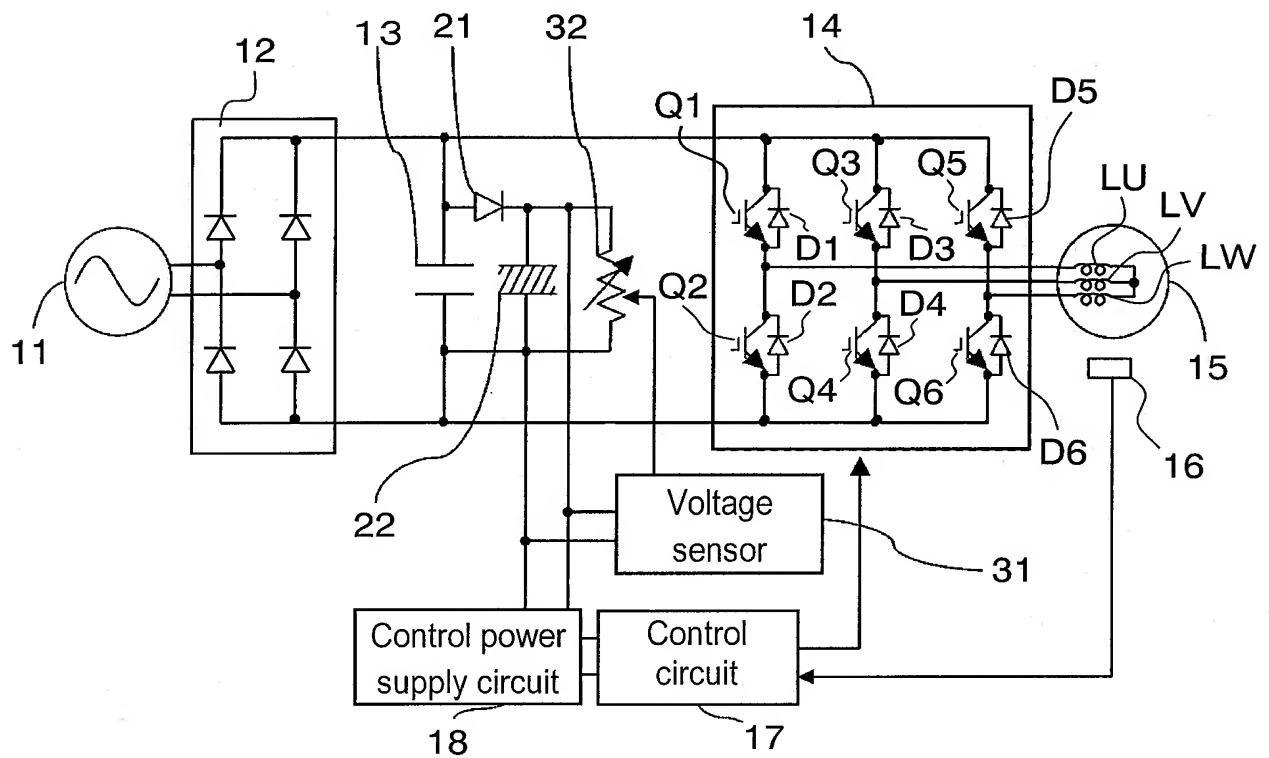 13
21
32
14
12
Q1
D5
Q3
Q5
LU
LV
LW
D1
D3
Q2
D2
D4
11
Q4
Q6
15
D6
16
22
Voltage
sensor
31
Control power
supply circuit
Control
circuit
18
17